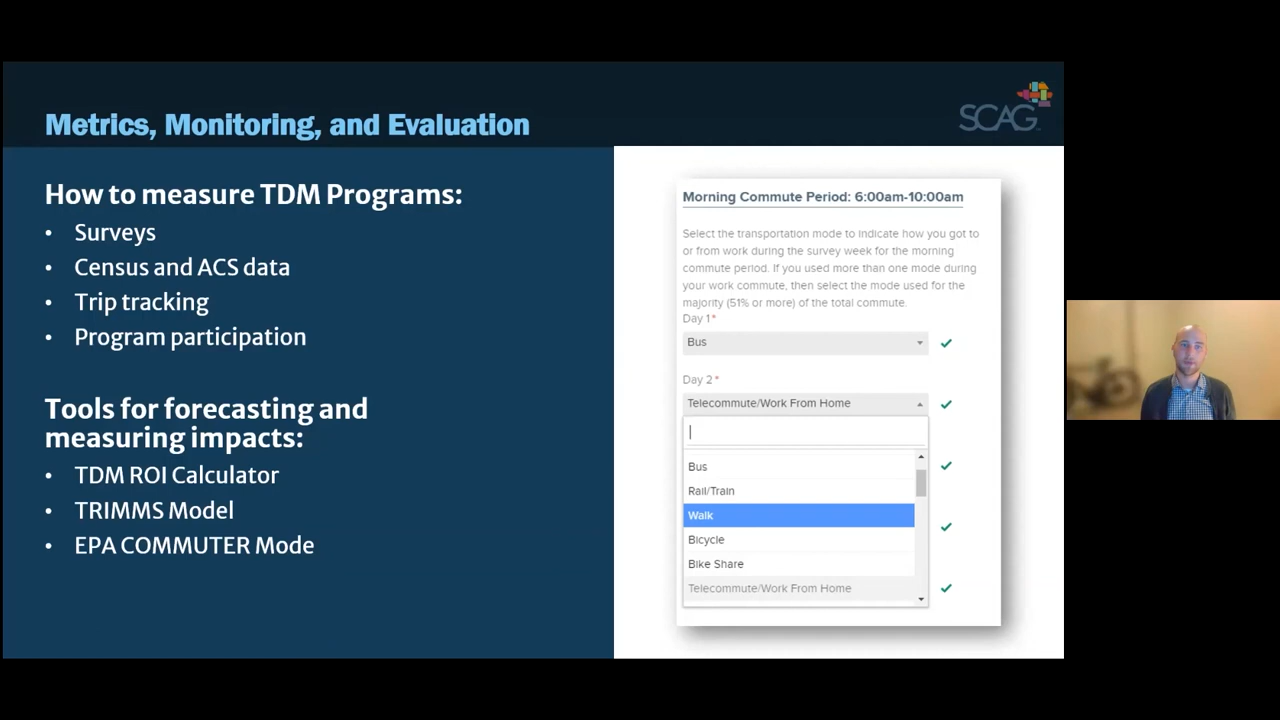 Metrics, Monitoring, and Evaluation
SCAG
How to measure TDM Programs:
• Surveys
• Census and ACS data
• Trip tracking
• Program participation
Tools for forecasting and
measuring impacts:
• TDM ROI Calculator
• TRIMMS Model
• EPA COMMUTER Mode
Morning Commute Period: 6:00am-10:00am
Select the transportation mode to indicate how you got to
or from work during the survey week for the morning
commute period. If you used more than one mode during
your work commute, then select the mode used for the
majority (51% or more) of the total commute.
Day 1*
Bus
Day 2*
Telecommute/Work From Home
Bus
Rail/Train
Walk
Bicycle
Bike Share
Telecommute/Work From Home